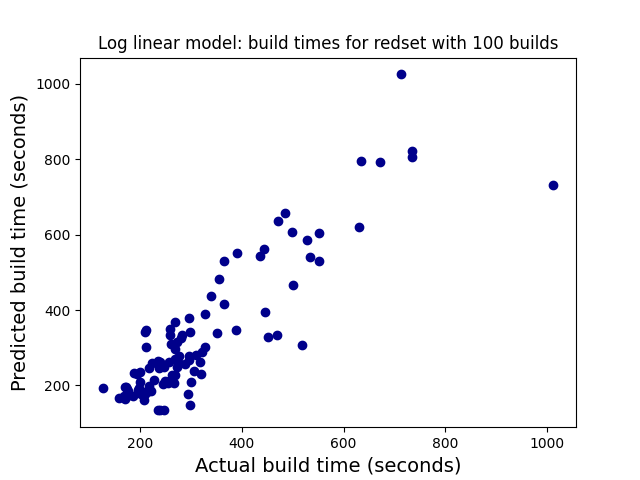 Log linear model: build times for redset with 100 builds
Predicted build time (seconds)
1000
800
600
400
200
200 400 600 800 1000
Actual build time (seconds)